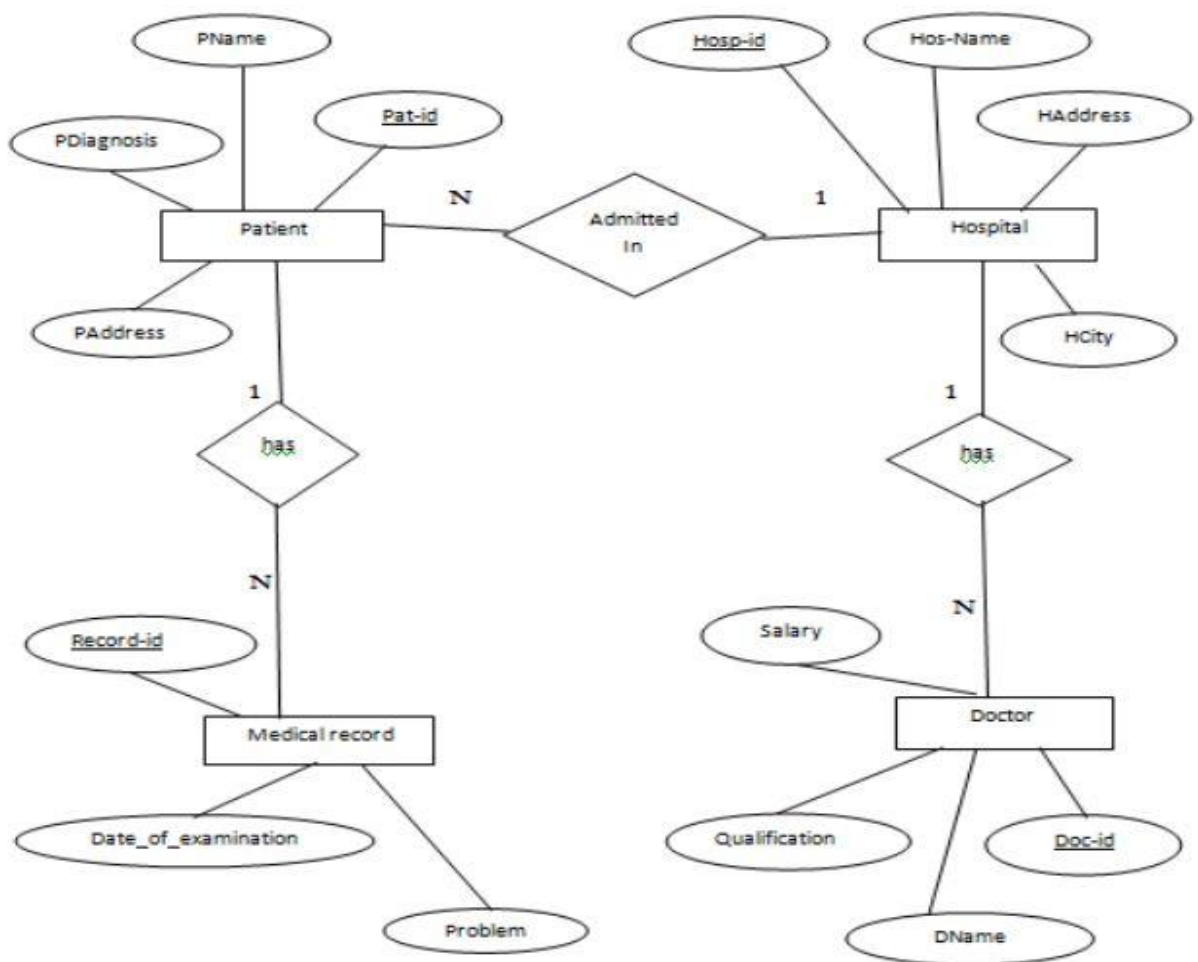 PName
Hosp-id
Hos-Name
Pat-id
HAddress
PDiagnosis
N
1
Patient
Admitted
In
Hospital
PAddress
HCity
1
1
has
has
N
N
Record-id
Salary
Medical record
Doctor
Date_of_examination
Qualification
Doc-id
Problem
DName